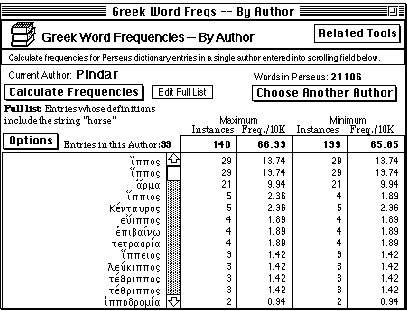 Greek Word Freqs -- By Author
Greek Word Frequencies -- By Author
Related Tools
Calculate frequencies for Perseus dictionary entries in a single author entered into scrolling field below.
Current Author: Pindar Words in Perseus: 21106
Calculate Frequencies Edit Full List Choose Another Author
Full list: Entries whose definitions
include the string "horse"
Maximum Minimum
Instances Freq./10K Instances Freq./10K
Options Entries in this Author: 33 140 66.33 139 65.85
ἵππος 29 13.74 29 13.74
ἵππος 29 13.74 29 13.74
ἅρμα 21 9.94 21 9.94
ἵππιος 5 2.36 4 1.89
Κένταυρος 5 2.36 5 2.36
εὔιππος 4 1.89 4 1.89
ἐπιβαίνω 4 1.89 4 1.89
τετραορία 4 1.89 4 1.89
ἵππειος 3 1.42 3 1.42
Λεύκιππος 3 1.42 3 1.42
τέθριππος 3 1.42 3 1.42
τέθριππος 3 1.42 3 1.42
ἱπποδρομία 2 0.94 2 0.94